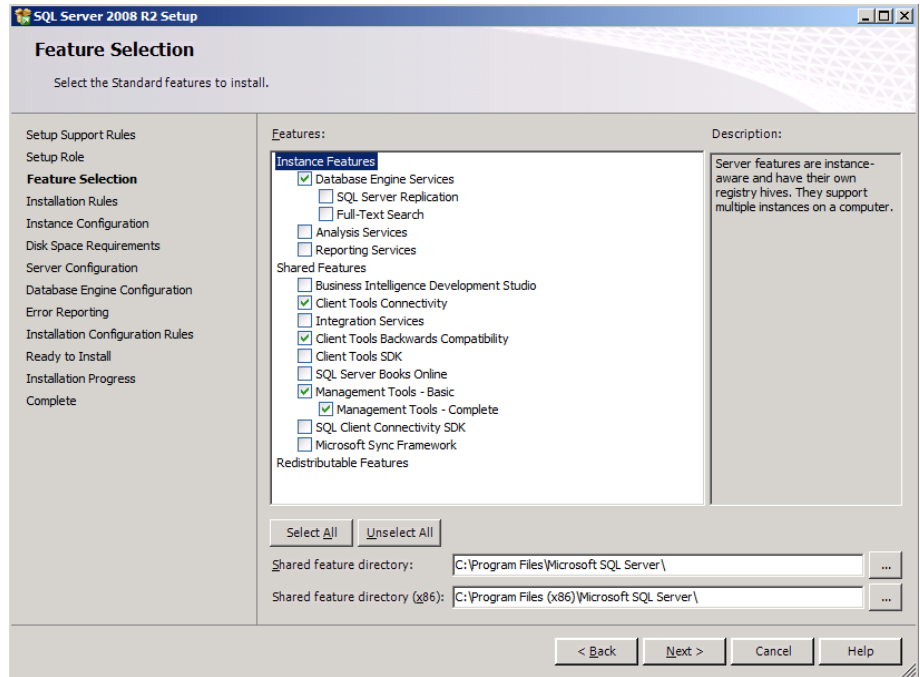 SQL Server 2008 R2 Setup
Feature Selection
Select the Standard features to install.
Setup Support Rules
Setup Role
Feature Selection
Installation Rules
Instance Configuration
Disk Space Requirements
Server Configuration
Database Engine Configuration
Error Reporting
Installation Configuration Rules
Ready to Install
Installation Progress
Complete
Features:
Instance Features
Database Engine Services
SQL Server Replication
Full-Text Search
Analysis Services
Reporting Services
Shared Features
Business Intelligence Development Studio
Client Tools Connectivity
Integration Services
Client Tools Backwards Compatibility
Client Tools SDK
SQL Server Books Online
Management Tools - Basic
Management Tools - Complete
SQL Client Connectivity SDK
Microsoft Sync Framework
Redistributable Features
Description:
Server features are instance-
aware and have their own
registry hives. They support
multiple instances on a computer.
Select All
Unselect All
Shared feature directory:
C:\Program Files\Microsoft SQL Server\
...
Shared feature directory (x86):
C:\Program Files (x86)\Microsoft SQL Server\
...
< Back
Next >
Cancel
Help